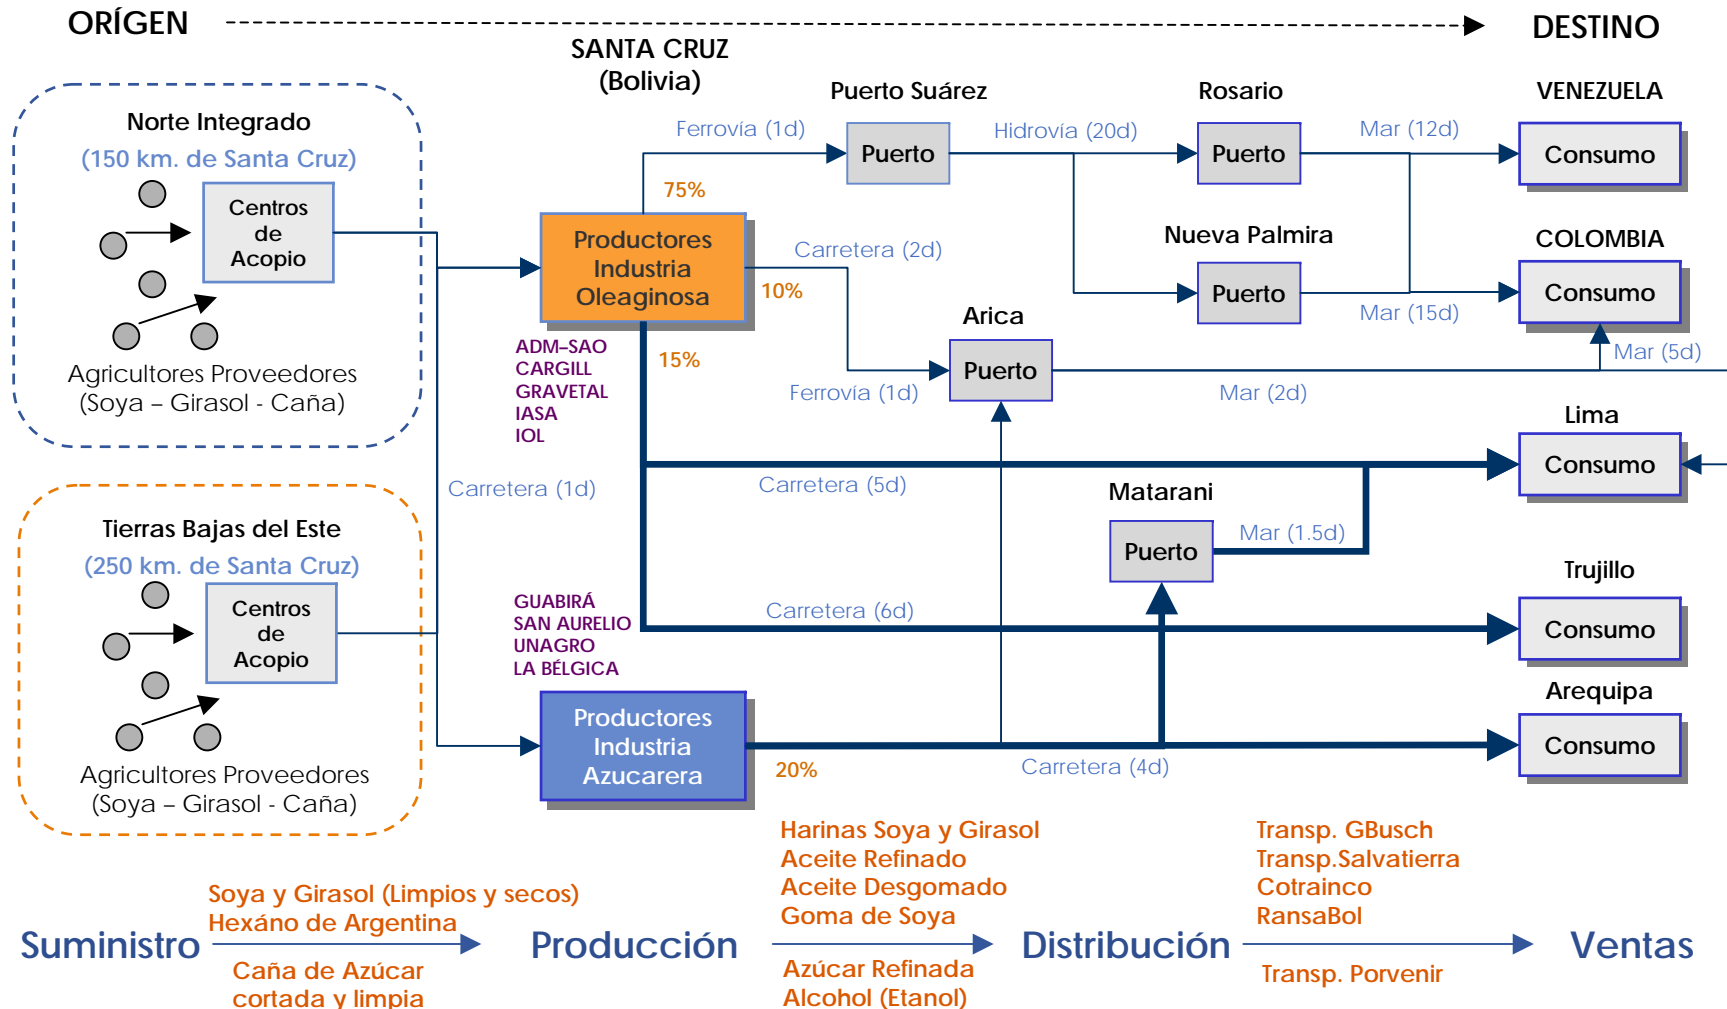 ORÍGEN
DESTINO
SANTA CRUZ
(Bolivia)
Norte Integrado
(150 km. de Santa Cruz)
Centros
de
Acopio
Agricultores Proveedores
(Soya – Girasol - Caña)
Tierras Bajas del Este
(250 km. de Santa Cruz)
Centros
de
Acopio
Agricultores Proveedores
(Soya – Girasol - Caña)
Carretera (1d)
Productores
Industria
Oleaginosa
75%
10%
15%
ADM–SAO
CARGILL
GRAVETAL
IASA
IOL
GUABIRÁ
SAN AURELIO
UNAGRO
LA BÉLGICA
Productores
Industria
Azucarera
20%
Ferrovía (1d)
Puerto Suárez
Puerto
Hidrovía (20d)
Rosario
Puerto
Mar (12d)
VENEZUELA
Consumo
Nueva Palmira
Puerto
Mar (15d)
COLOMBIA
Consumo
Carretera (2d)
Ferrovía (1d)
Arica
Puerto
Mar (2d)
Mar (5d)
Lima
Consumo
Carretera (5d)
Matarani
Puerto
Mar (1.5d)
Carretera (6d)
Trujillo
Consumo
Carretera (4d)
Arequipa
Consumo
Suministro
Soya y Girasol (Limpios y secos)
Hexáno de Argentina
Caña de Azúcar
cortada y limpia
Producción
Harinas Soya y Girasol
Aceite Refinado
Aceite Desgomado
Goma de Soya
Azúcar Refinada
Alcohol (Etanol)
Distribución
Transp. GBusch
Transp.Salvatierra
Cotrainco
RansaBol
Transp. Porvenir
Ventas